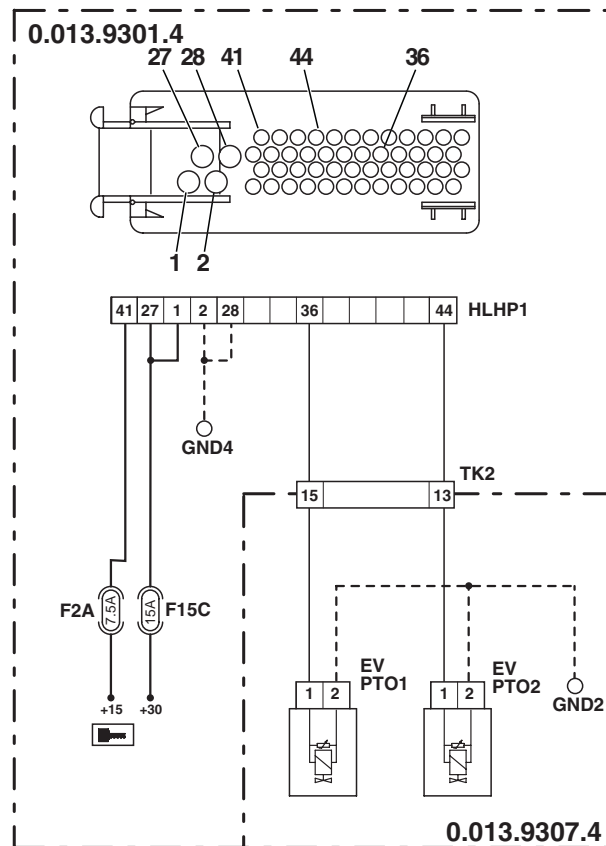 0.013.9301.4
27 28 41 44 36
1 2
41 27 1 2 28 36 44 HLHP1
GND4
TK2
15 13
F2A 7.5A 15A F15C
EV
PTO1
EV
PTO2
1 2 1 2
GND2
+15 +30
0.013.9307.4